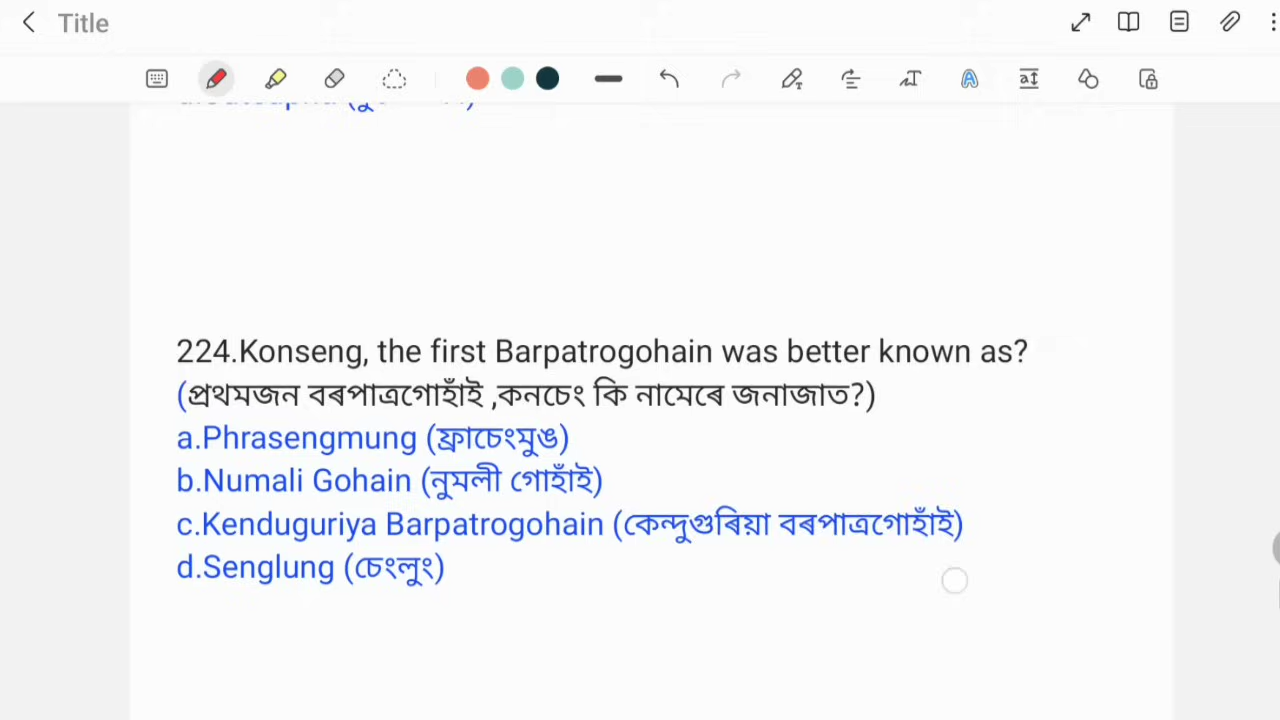 Title
224.Konseng, the first Barpatrogohain was better known as?
(প্ৰথমজন বৰপাত্ৰগোহাঁই ,কনচেং কি নামেৰে জনাজাত?)
a.Phrasengmung (ফ্ৰাচেংমুঙ)
b.Numali Gohain (নুমলী গোহাঁই)
c.Kenduguriya Barpatrogohain (কেন্দুগুৰিয়া বৰপাত্ৰগোহাঁই)
d.Senglung (চেংলুং)